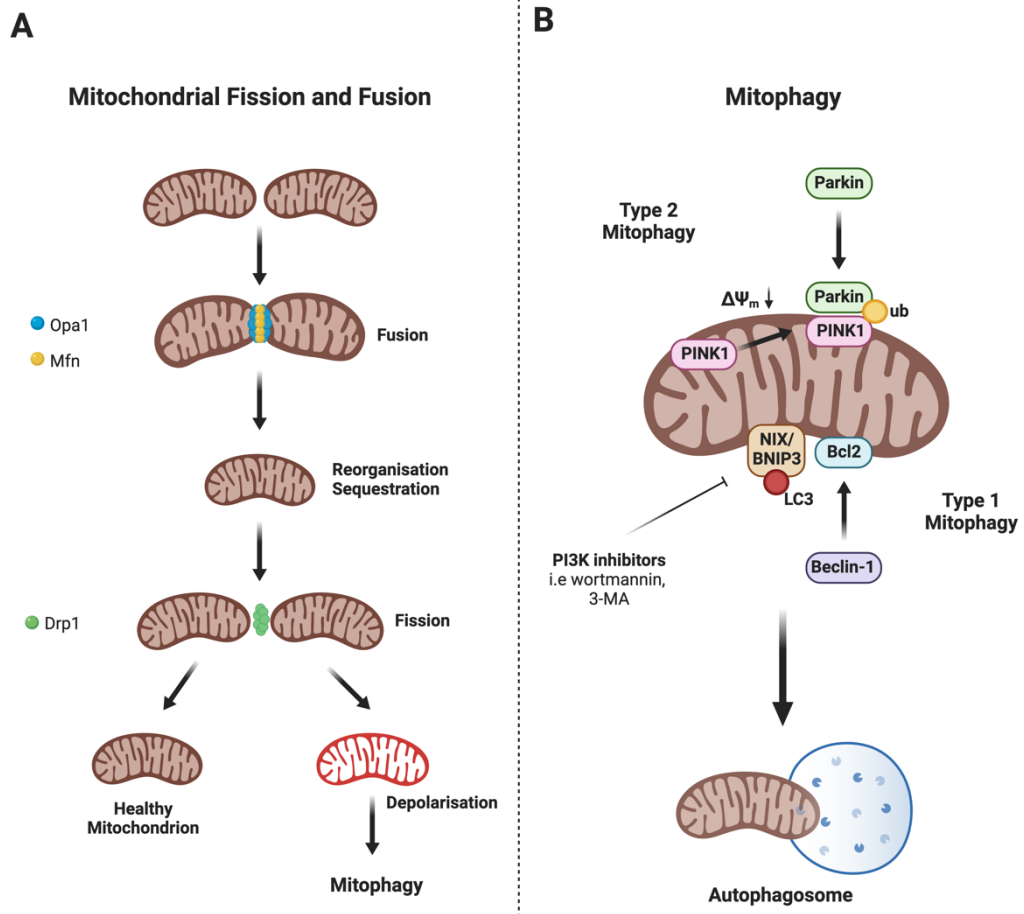 A
Mitochondrial Fission and Fusion
Opa1
Mfn
Fusion
Reorganisation
Sequestration
Drp1
Fission
Healthy
Mitochondrion
Depolarisation
Mitophagy
B
Mitophagy
Type 2
Mitophagy
Parkin
ΔΨm
Parkin
ub
PINK1
PINK1
NIX/
BNIP3
Bcl2
LC3
Type 1
Mitophagy
PI3K inhibitors
i.e wortmannin,
3-MA
Beclin-1
Autophagosome